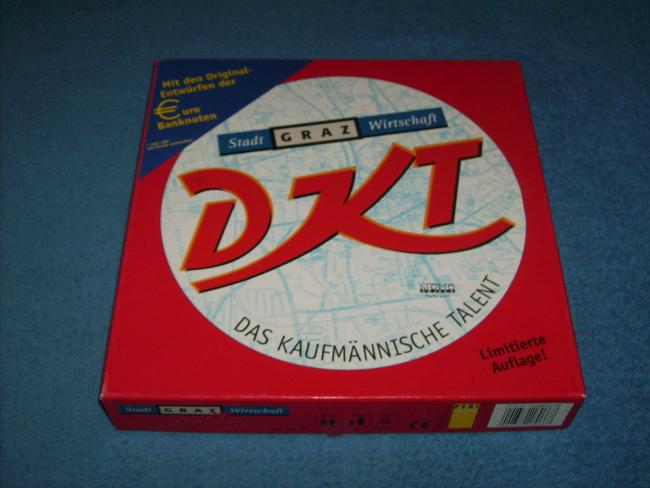 Mit den Original-
Entwürfen der
€uro
Banknoten
Stadt GRAZ Wirtschaft
DKT
DAS KAUFMÄNNISCHE TALENT
Limitierte
Auflage!
Stadt GRAZ Wirtschaft
CE